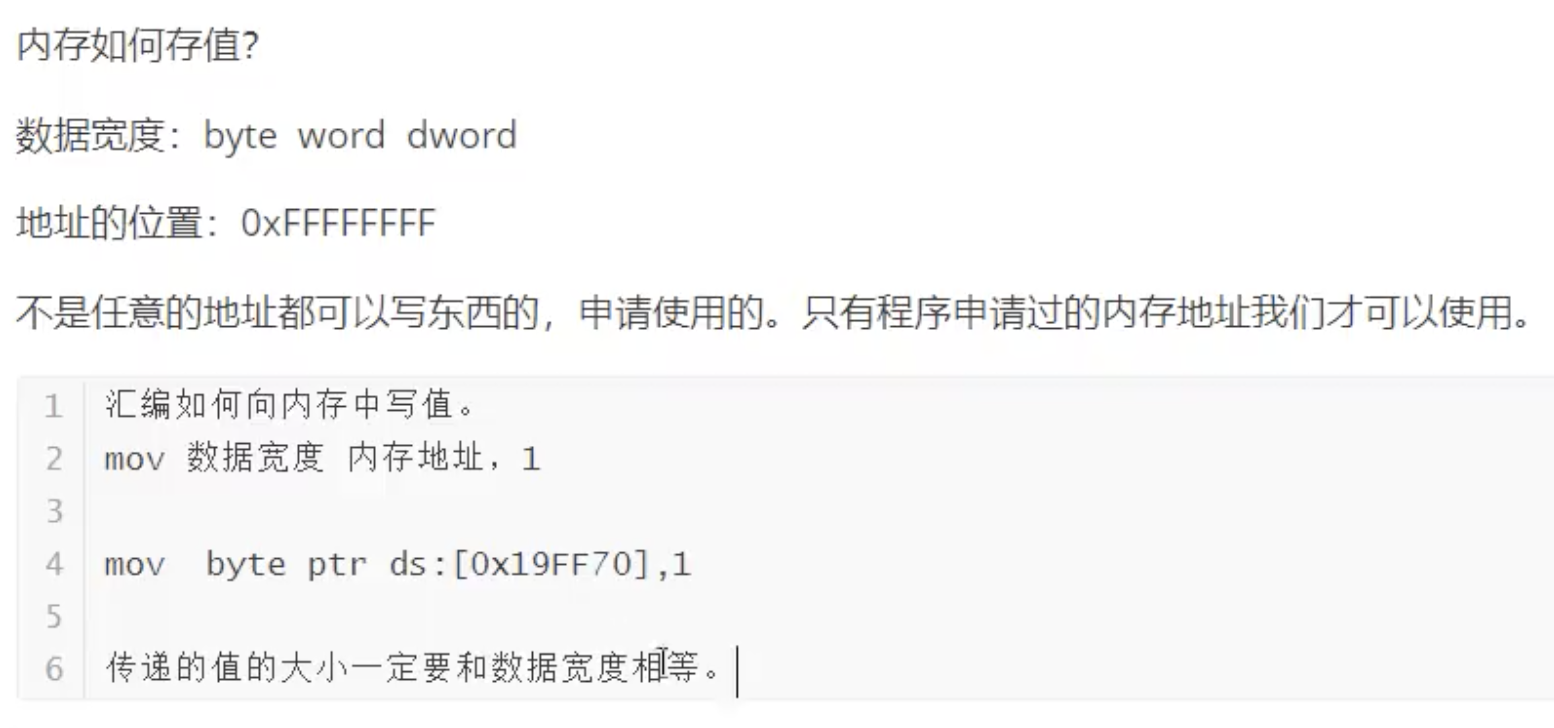 内存如何存值？
数据宽度：byte word dword
地址的位置：0xFFFFFFFF
不是任意的地址都可以写东西的，申请使用的。只有程序申请过的内存地址我们才可以使用。
1 汇编如何向内存中写值。
2 mov 数据宽度 内存地址，1
3
4 mov  byte ptr ds:[0x19FF70],1
5
6 传递的值的大小一定要和数据宽度相等。